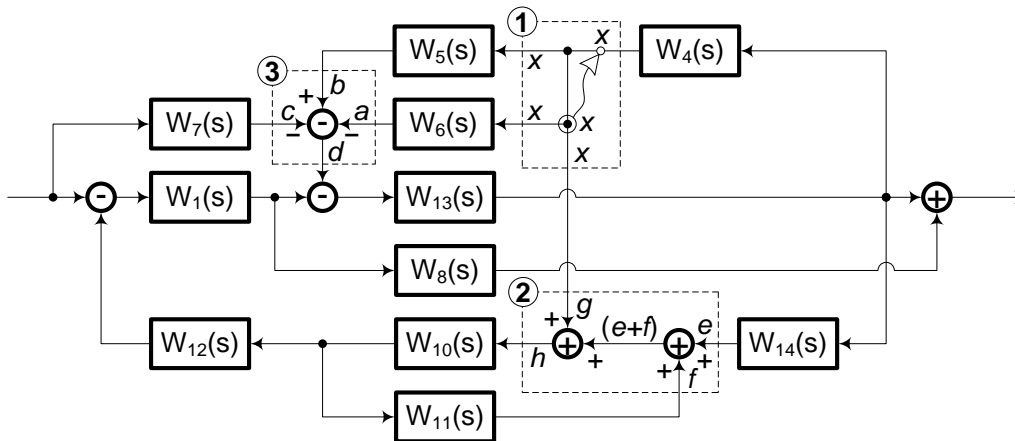 1
x
W5(s)
x
W4(s)
3
+
b
W7(s)
c
-
a
W6(s)
x
x
−
−
d
x
-
W1(s)
-
W13(s)
+
W8(s)
2
+
g
(e+f)
e
W12(s)
W10(s)
h
+
+
+
W14(s)
+
+
f
W11(s)